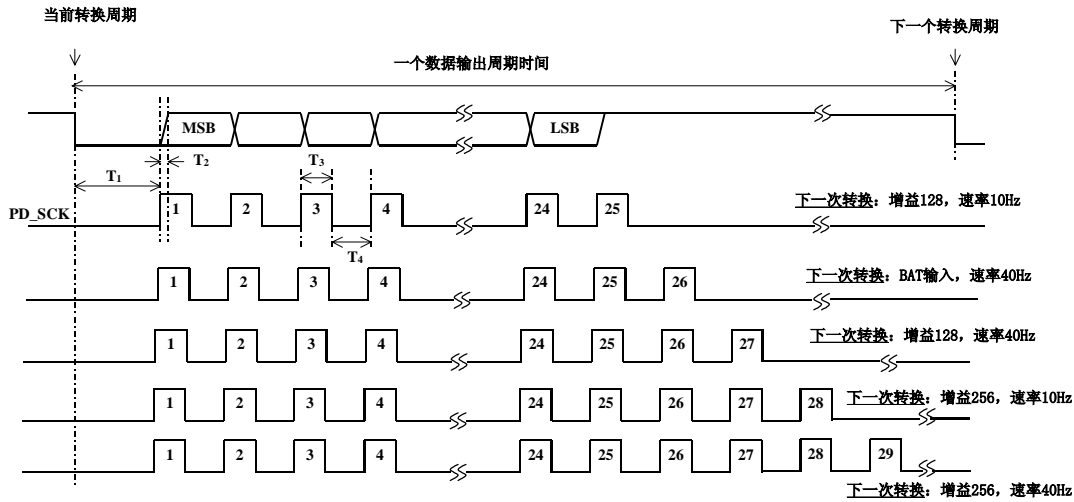 当前转换周期
下一个转换周期
一个数据输出周期时间
MSB
LSB
T1
T2
T3
T4
PD_SCK
1 2 3 4 24 25
下一次转换：增益128，速率10Hz
1 2 3 4 24 25 26
下一次转换：BAT输入，速率40Hz
1 2 3 4 24 25 26 27
下一次转换：增益128，速率40Hz
1 2 3 4 24 25 26 27 28
下一次转换：增益256，速率10Hz
1 2 3 4 24 25 26 27 28 29
下一次转换：增益256，速率40Hz